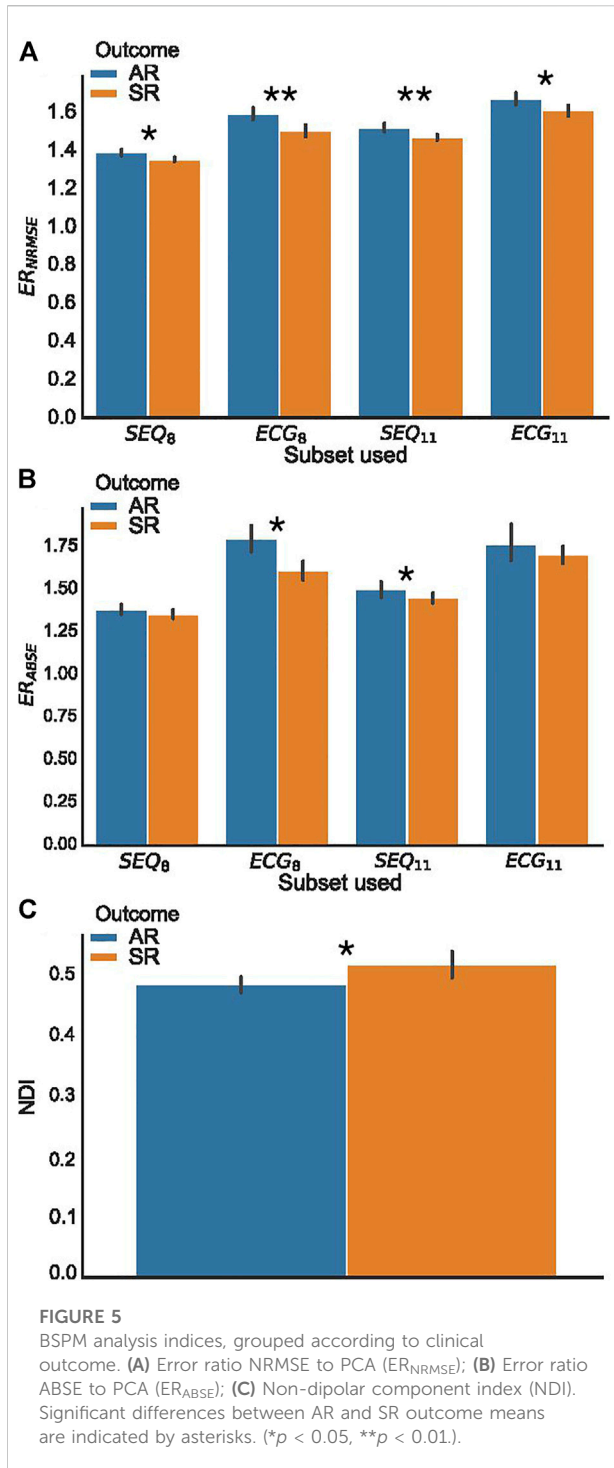 A
Outcome
AR
SR
*
**
**
*
1.6
1.4
1.2
1.0
0.8
0.6
0.4
0.2
0.0
ER_NRMSE
SEQ₈ ECG₈ SEQ₁₁ ECG₁₁
Subset used
B
Outcome
AR
SR
*
*
1.75
1.50
1.25
1.00
0.75
0.50
0.25
0.00
ER_ABSE
SEQ₈ ECG₈ SEQ₁₁ ECG₁₁
Subset used
C
Outcome
AR
SR
*
0.5
0.4
0.3
0.2
0.1
0.0
NDI
FIGURE 5
BSPM analysis indices, grouped according to clinical
outcome. (A) Error ratio NRMSE to PCA (ER_NRMSE); (B) Error ratio
ABSE to PCA (ER_ABSE); (C) Non-dipolar component index (NDI).
Significant differences between AR and SR outcome means
are indicated by asterisks. (*p < 0.05, **p < 0.01.).